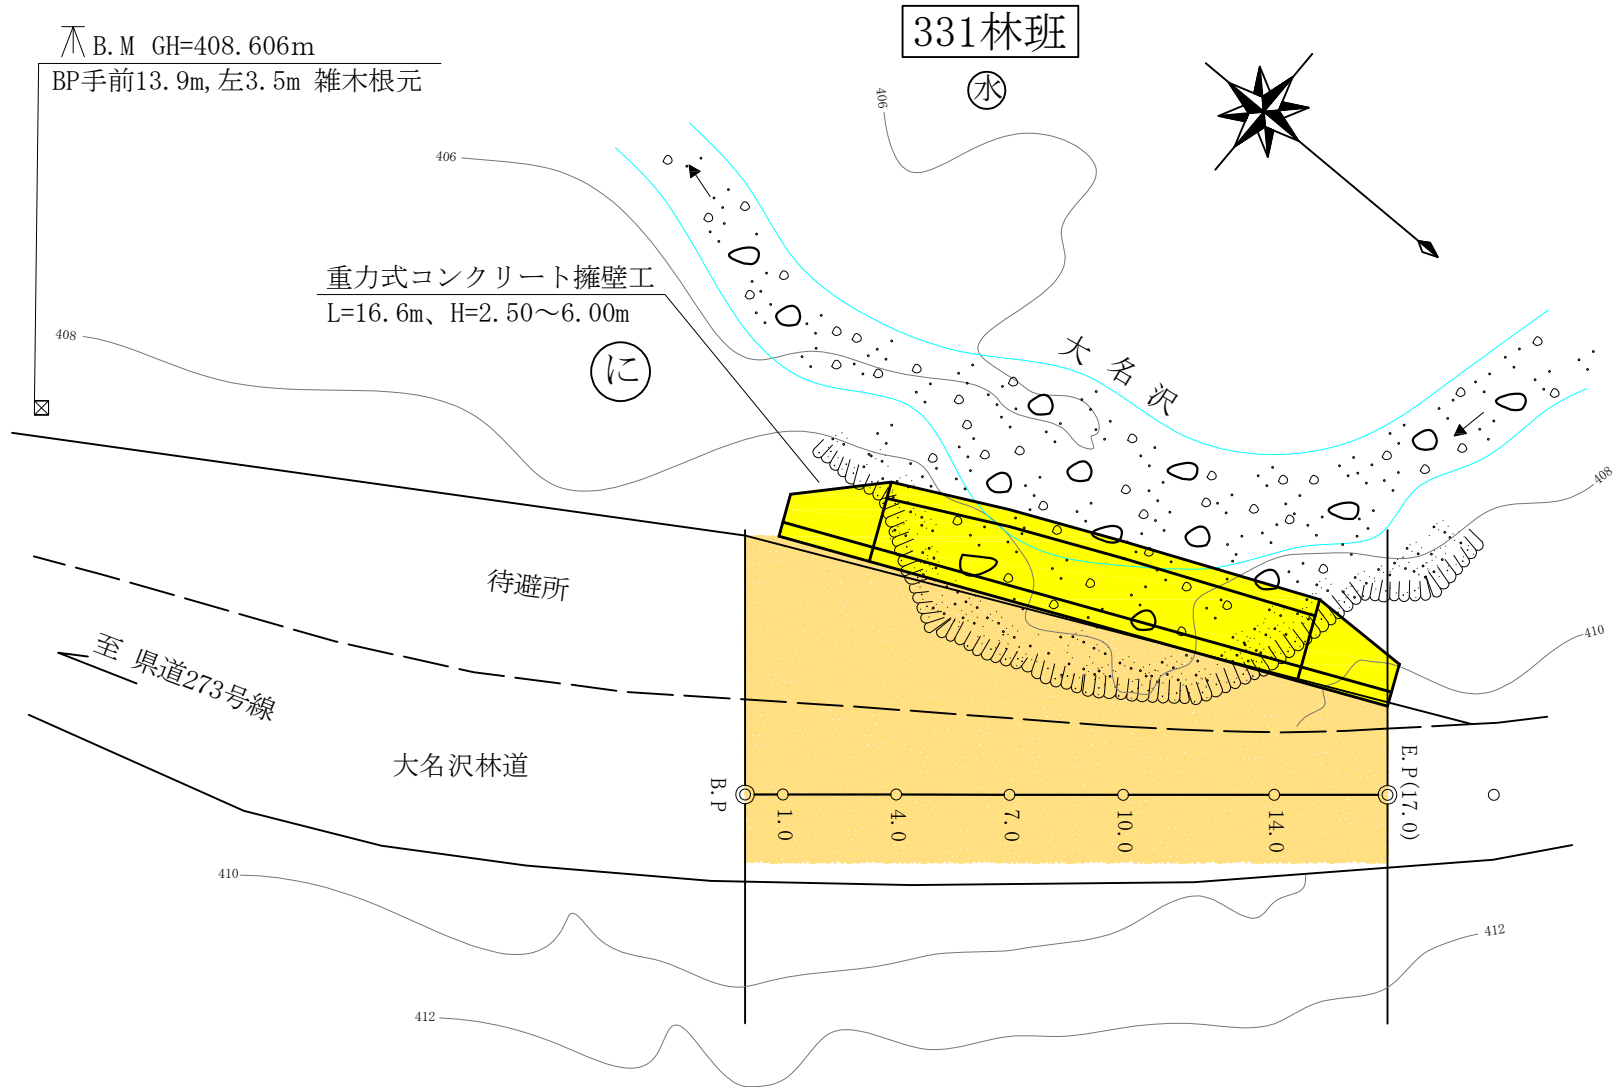 331林班
水
B.M GH=408.606m
BP手前13.9m,左3.5m 雑木根元
406
406
重力式コンクリート擁壁工
L=16.6m、H=2.50～6.00m
に
408
大名沢
408
待避所
至 県道273号線
410
大名沢林道
B.P
1.0
4.0
7.0
10.0
14.0
E.P(17.0)
410
412
412